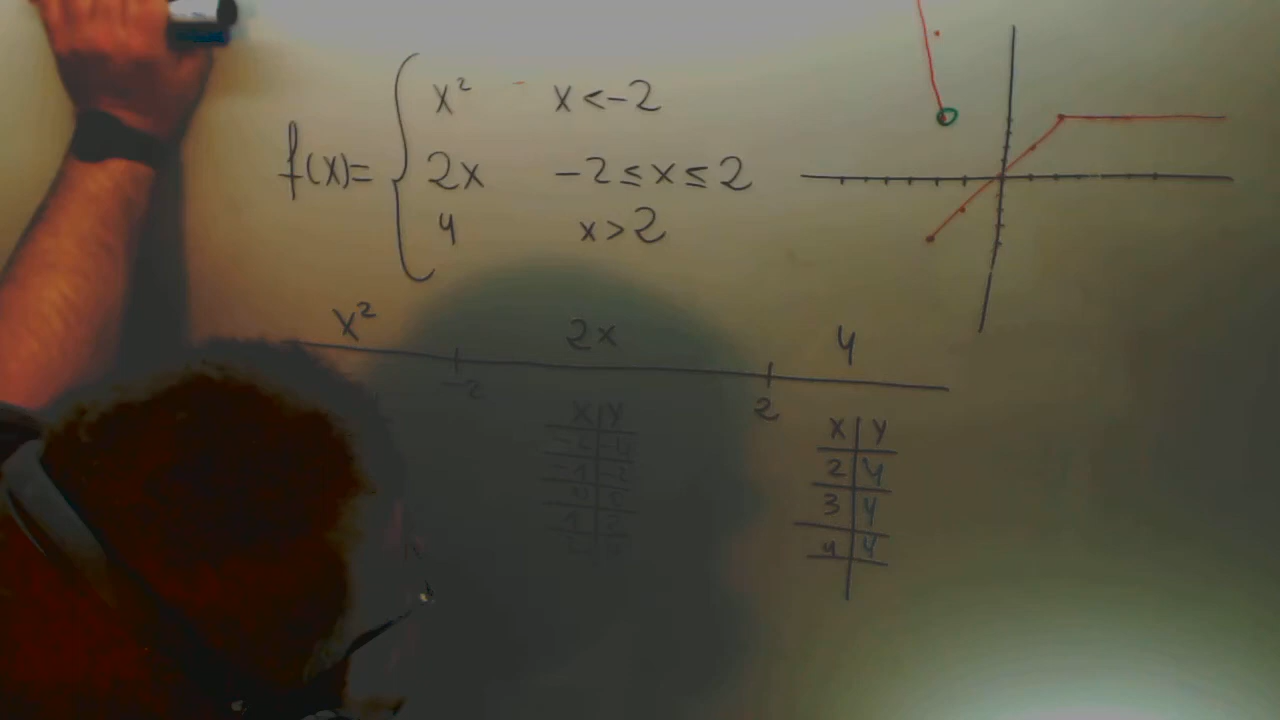 f(x)= { x² x<-2
2x -2≤x≤2
4 x>2
x² 2x 4
-2 2
x y
x y
2 4
3 4
4 4